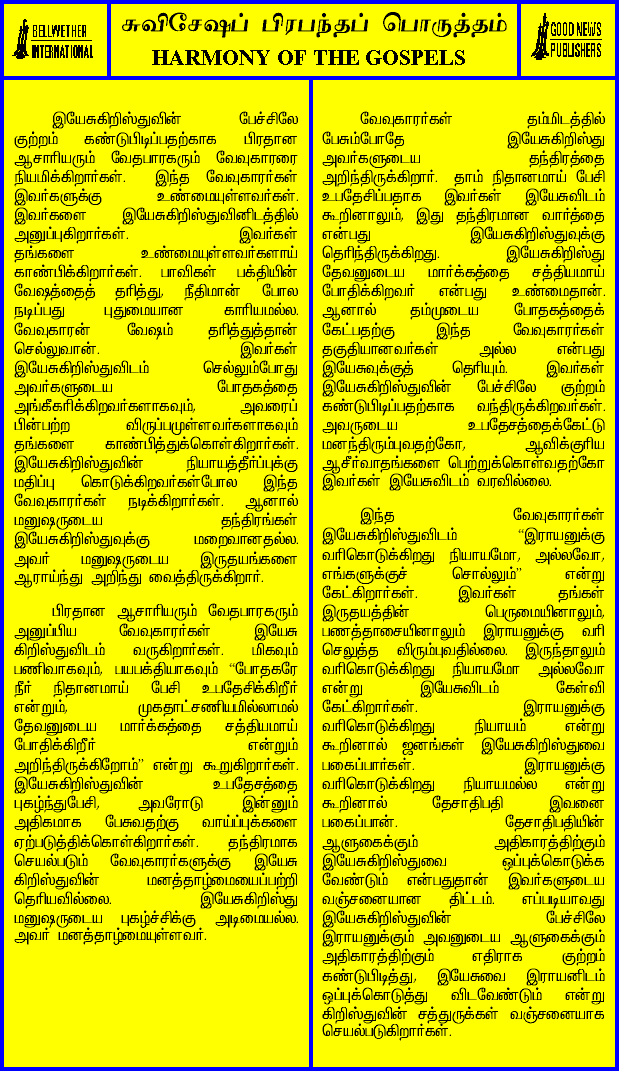 BELLWETHER
INTERNATIONAL
சுவிசேஷப் பிரபந்தப் பொருத்தம்
HARMONY OF THE GOSPELS
GOOD NEWS
PUBLISHERS
இயேசுகிறிஸ்துவின் பேச்சிலே
குற்றம் கண்டுபிடிப்பதற்காக பிரதான
ஆசாரியரும் வேதபாரகரும் வேவுகாரரை
நியமிக்கிறார்கள். இந்த வேவுகாரர்கள்
இவர்களுக்கு உண்மையுள்ளவர்கள்.
இவர்களை இயேசுகிறிஸ்துவினிடத்தில்
அனுப்புகிறார்கள். இவர்கள்
தங்களை உண்மையுள்ளவர்களாய்
காண்பிக்கிறார்கள். பாவிகள் பக்தியின்
வேஷத்தைத் தரித்து, நீதிமான் போல
நடிப்பது புதுமையான காரியமல்ல.
வேவுகாரன் வேஷம் தரித்துத்தான்
செல்லுவான். இவர்கள்
இயேசுகிறிஸ்துவிடம் செல்லும்போது
அவர்களுடைய போதகத்தை
அங்கீகரிக்கிறவர்களாகவும், அவரைப்
பின்பற்ற விருப்பமுள்ளவர்களாகவும்
தங்களை காண்பித்துக்கொள்கிறார்கள்.
இயேசுகிறிஸ்துவின் நியாயத்தீர்ப்புக்கு
மதிப்பு கொடுக்கிறவர்கள்போல இந்த
வேவுகாரர்கள் நடிக்கிறார்கள். ஆனால்
மனுஷருடைய தந்திரங்கள்
இயேசுகிறிஸ்துவுக்கு மறைவானதல்ல.
அவர் மனுஷருடைய இருதயங்களை
ஆராய்ந்து அறிந்து வைத்திருக்கிறார்.
பிரதான ஆசாரியரும் வேதபாரகரும்
அனுப்பிய வேவுகாரர்கள் இயேசு
கிறிஸ்துவிடம் வருகிறார்கள். மிகவும்
பணிவாகவும், பயபக்தியாகவும் “போதகரே
நீர் நிதானமாய் பேசி உபதேசிக்கிறீர்
என்றும், முகதாட்சணியமில்லாமல்
தேவனுடைய மார்க்கத்தை சத்தியமாய்
போதிக்கிறீர் என்றும்
அறிந்திருக்கிறோம்” என்று கூறுகிறார்கள்.
இயேசுகிறிஸ்துவின் உபதேசத்தை
புகழ்ந்துபேசி, அவரோடு இன்னும்
அதிகமாக பேசுவதற்கு வாய்ப்புக்களை
ஏற்படுத்திக்கொள்கிறார்கள். தந்திரமாக
செயல்படும் வேவுகாரர்களுக்கு இயேசு
கிறிஸ்துவின் மனத்தாழ்மையைப்பற்றி
தெரியவில்லை. இயேசுகிறிஸ்து
மனுஷருடைய புகழ்ச்சிக்கு அடிமையல்ல.
அவர் மனத்தாழ்மையுள்ளவர்.
வேவுகாரர்கள் தம்மிடத்தில்
பேசும்போதே இயேசுகிறிஸ்து
அவர்களுடைய தந்திரத்தை
அறிந்திருக்கிறார். தாம் நிதானமாய் பேசி
உபதேசிப்பதாக இவர்கள் இயேசுவிடம்
கூறினாலும், இது தந்திரமான வார்த்தை
என்பது இயேசுகிறிஸ்துவுக்கு
தெரிந்திருக்கிறது. இயேசுகிறிஸ்து
தேவனுடைய மார்க்கத்தை சத்தியமாய்
போதிக்கிறவர் என்பது உண்மைதான்.
ஆனால் தம்முடைய போதகத்தைக்
கேட்பதற்கு இந்த வேவுகாரர்கள்
தகுதியானவர்கள் அல்ல என்பது
இயேசுவுக்குத் தெரியும். இவர்கள்
இயேசுகிறிஸ்துவின் பேச்சிலே குற்றம்
கண்டுபிடிப்பதற்காக வந்திருக்கிறவர்கள்.
அவருடைய உபதேசத்தைக்கேட்டு
மனந்திரும்புவதற்கோ, ஆவிக்குரிய
ஆசீர்வாதங்களை பெற்றுக்கொள்வதற்கோ
இவர்கள் இயேசுவிடம் வரவில்லை.
இந்த வேவுகாரர்கள்
இயேசுகிறிஸ்துவிடம் “இராயனுக்கு
வரிகொடுக்கிறது நியாயமோ, அல்லவோ,
எங்களுக்குச் சொல்லும்” என்று
கேட்கிறார்கள். இவர்கள் தங்கள்
இருதயத்தின் பெருமையினாலும்,
பணத்தாசையினாலும் இராயனுக்கு வரி
செலுத்த விரும்புவதில்லை. இருந்தாலும்
வரிகொடுக்கிறது நியாயமோ அல்லவோ
என்று இயேசுவிடம் கேள்வி
கேட்கிறார்கள். இராயனுக்கு
வரிகொடுக்கிறது நியாயம் என்று
கூறினால் ஜனங்கள் இயேசுகிறிஸ்துவை
பகைப்பார்கள். இராயனுக்கு
வரிகொடுக்கிறது நியாயமல்ல என்று
கூறினால் தேசாதிபதி இவனை
பகைப்பான். தேசாதிபதியின்
ஆளுகைக்கும் அதிகாரத்திற்கும்
இயேசுகிறிஸ்துவை ஒப்புக்கொடுக்க
வேண்டும் என்பதுதான் இவர்களுடைய
வஞ்சனையான திட்டம். எப்படியாவது
இயேசுகிறிஸ்துவின் பேச்சிலே
இராயனுக்கும் அவனுடைய ஆளுகைக்கும்
அதிகாரத்திற்கும் எதிராக குற்றம்
கண்டுபிடித்து, இயேசுவை இராயனிடம்
ஒப்புக்கொடுத்து விடவேண்டும் என்று
கிறிஸ்துவின் சத்துருக்கள் வஞ்சனையாக
செயல்படுகிறார்கள்.